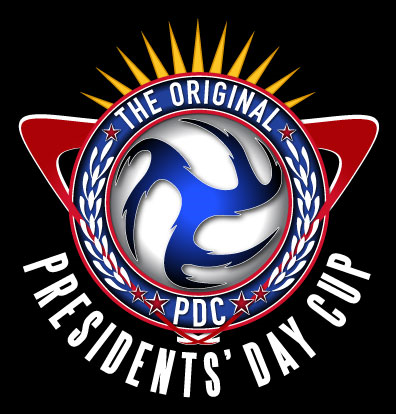 THE ORIGINAL
PDC
PRESIDENTS' DAY CUP